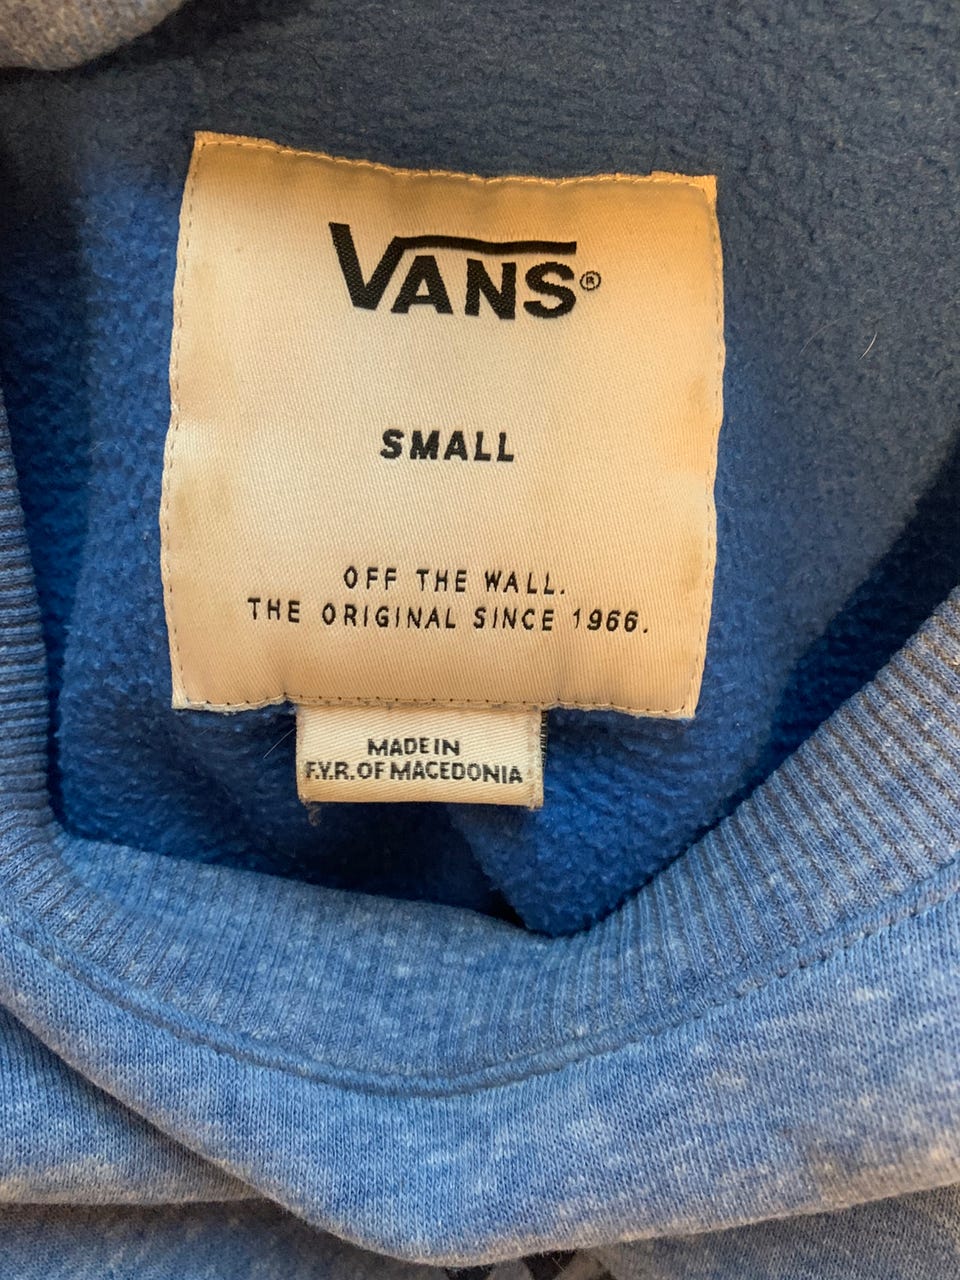 VANS®
SMALL
OFF THE WALL.
THE ORIGINAL SINCE 1966.
MADE IN
F.Y.R. OF MACEDONIA